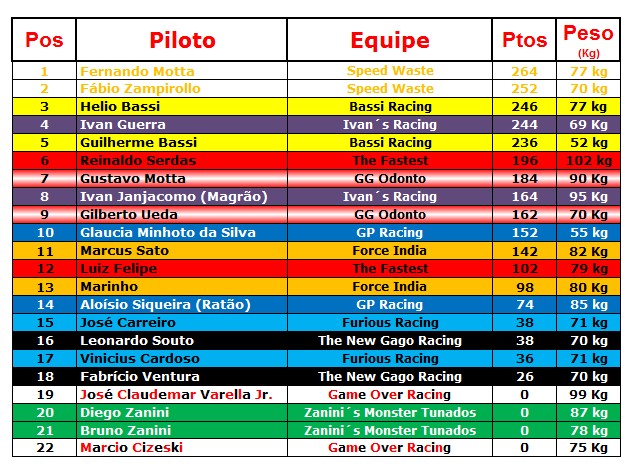 Pos Piloto Equipe Ptos Peso (Kg)
1 Fernando Motta Speed Waste 264 77 kg
2 Fábio Zampirollo Speed Waste 252 70 kg
3 Helio Bassi Bassi Racing 246 77 kg
4 Ivan Guerra Ivan´s Racing 244 69 Kg
5 Guilherme Bassi Bassi Racing 236 52 kg
6 Reinaldo Serdas The Fastest 196 102 kg
7 Gustavo Motta GG Odonto 184 90 Kg
8 Ivan Janjacomo (Magrão) Ivan´s Racing 164 95 Kg
9 Gilberto Ueda GG Odonto 162 70 Kg
10 Glaucia Minhoto da Silva GP Racing 152 55 kg
11 Marcus Sato Force India 142 82 Kg
12 Luiz Felipe The Fastest 102 79 kg
13 Marinho Force India 98 80 Kg
14 Aloísio Siqueira (Ratão) GP Racing 74 85 kg
15 José Carreiro Furious Racing 38 71 kg
16 Leonardo Souto The New Gago Racing 38 70 kg
17 Vinicius Cardoso Furious Racing 36 71 kg
18 Fabrício Ventura The New Gago Racing 26 70 kg
19 José Claudemar Varella Jr. Game Over Racing 0 99 Kg
20 Diego Zanini Zanini´s Monster Tunados 0 87 kg
21 Bruno Zanini Zanini´s Monster Tunados 0 78 kg
22 Marcio Cizeski Game Over Racing 0 75 Kg